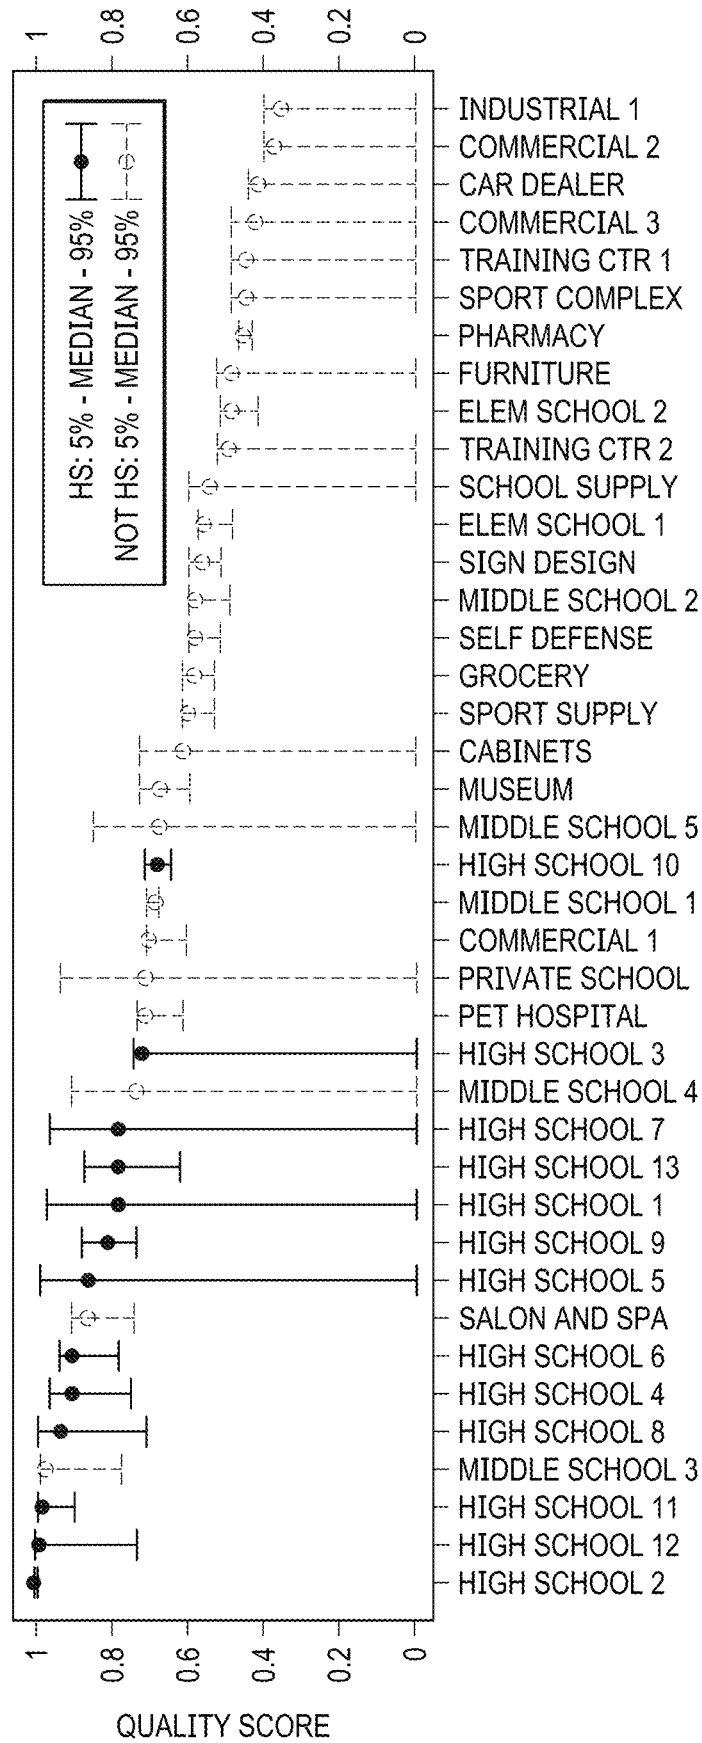 1 0.8 0.6 0.4 0.2 0
HS: 5% - MEDIAN - 95%
NOT HS: 5% - MEDIAN - 95%
INDUSTRIAL 1
COMMERCIAL 2
CAR DEALER
COMMERCIAL 3
TRAINING CTR 1
SPORT COMPLEX
PHARMACY
FURNITURE
ELEM SCHOOL 2
TRAINING CTR 2
SCHOOL SUPPLY
ELEM SCHOOL 1
SIGN DESIGN
MIDDLE SCHOOL 2
SELF DEFENSE
GROCERY
SPORT SUPPLY
CABINETS
MUSEUM
MIDDLE SCHOOL 5
HIGH SCHOOL 10
MIDDLE SCHOOL 1
COMMERCIAL 1
PRIVATE SCHOOL
PET HOSPITAL
HIGH SCHOOL 3
MIDDLE SCHOOL 4
HIGH SCHOOL 7
HIGH SCHOOL 13
HIGH SCHOOL 1
HIGH SCHOOL 9
HIGH SCHOOL 5
SALON AND SPA
HIGH SCHOOL 6
HIGH SCHOOL 4
HIGH SCHOOL 8
MIDDLE SCHOOL 3
HIGH SCHOOL 11
HIGH SCHOOL 12
HIGH SCHOOL 2
1 0.8 0.6 0.4 0.2 0
QUALITY SCORE